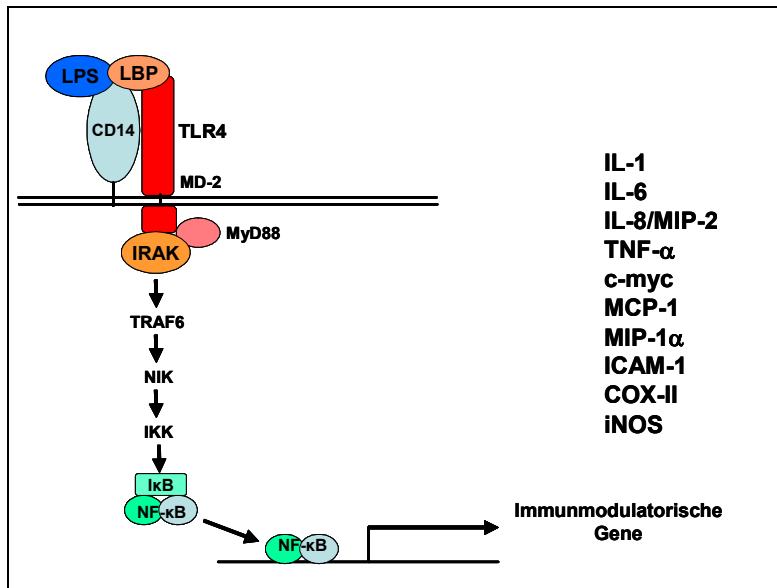 LPS
LBP
CD14
TLR4
MD-2
MyD88
IRAK
TRAF6
NIK
IKK
IκB
NF-κB
NF-κB
Immunmodulatorische
Gene
IL-1
IL-6
IL-8/MIP-2
TNF-α
c-myc
MCP-1
MIP-1α
ICAM-1
COX-II
iNOS